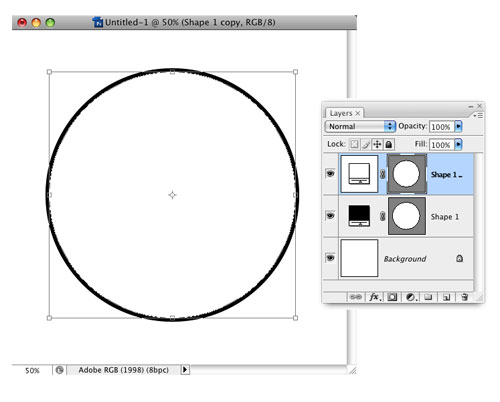 Untitled-1 @ 50% (Shape 1 copy, RGB/8)
Layers ×
Normal Opacity: 100%
Lock: Fill: 100%
Shape 1...
Shape 1
Background
fx.
50% Adobe RGB (1998) (8bpc)